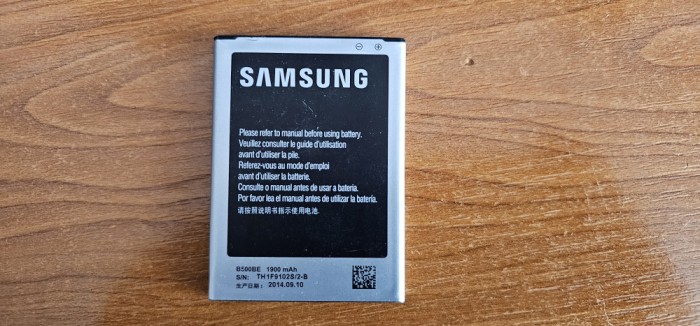 ⊖ ⊕
SAMSUNG
Please refer to manual before using battery.
Veuillez consulter le guide d'utilisation
avant d'utiliser la pile.
Referez-vous au mode d'emploi
avant d'utiliser la batterie.
Consulte o manual antes de usar a bateria.
Por favor lea el manual antes de utilizar la batería.
请按照说明书指示使用电池.
B500BE 1900 mAh
S/N: TH1F9102S/2-B
生产日期: 2014.09.10